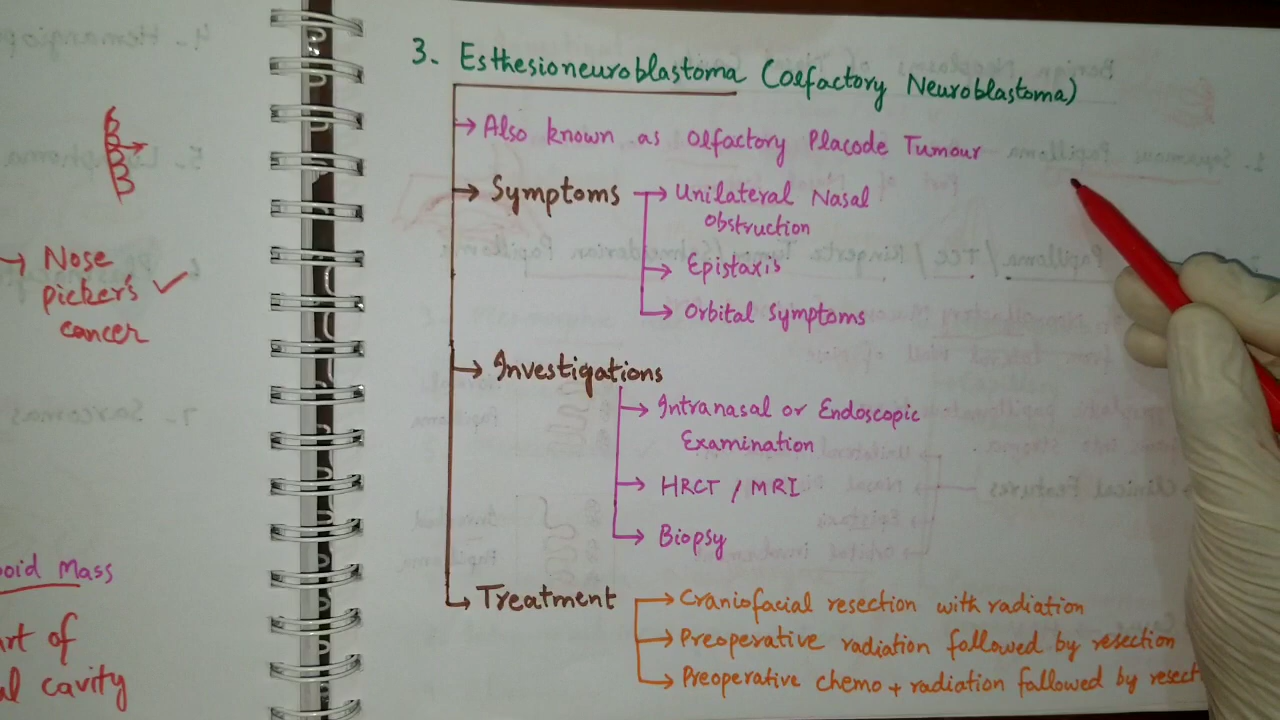 Nose
picker's
cancer
Mass
cavity
3. Esthesioneuroblastoma (olfactory Neuroblastoma)
Also known as olfactory Placode Tumour
Symptoms
Unilateral Nasal
obstruction
Epistaxis
Orbital Symptoms
Investigations
Intranasal or Endoscopic
Examination
HRCT / MRI
Biopsy
Treatment
Craniofacial resection with radiation
Preoperative radiation followed by resection
Preoperative chemo + radiation followed by resect